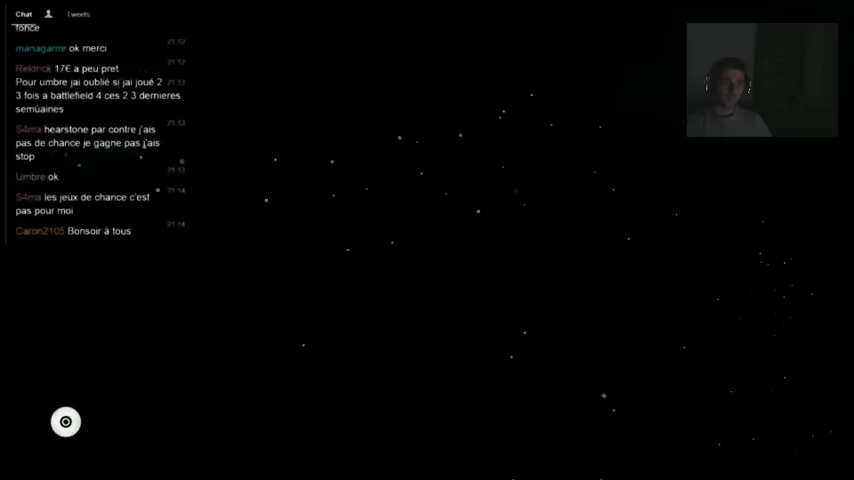 Chat Tweets
foncé
managarmr ok merci 21:12
Reldrick 17€ a peu pret 21:12
Pour umbre jai oublié si jai joué 2 21:13
3 fois a battlefield 4 ces 2 3 dernieres
semùaines
S4ma hearstone par contre j'ais 21:13
pas de chance je gagne pas j'ais
stop
Umbre ok 21:13
S4ma les jeux de chance c'est 21:14
pas pour moi
Caron2105 Bonsoir à tous 21:14